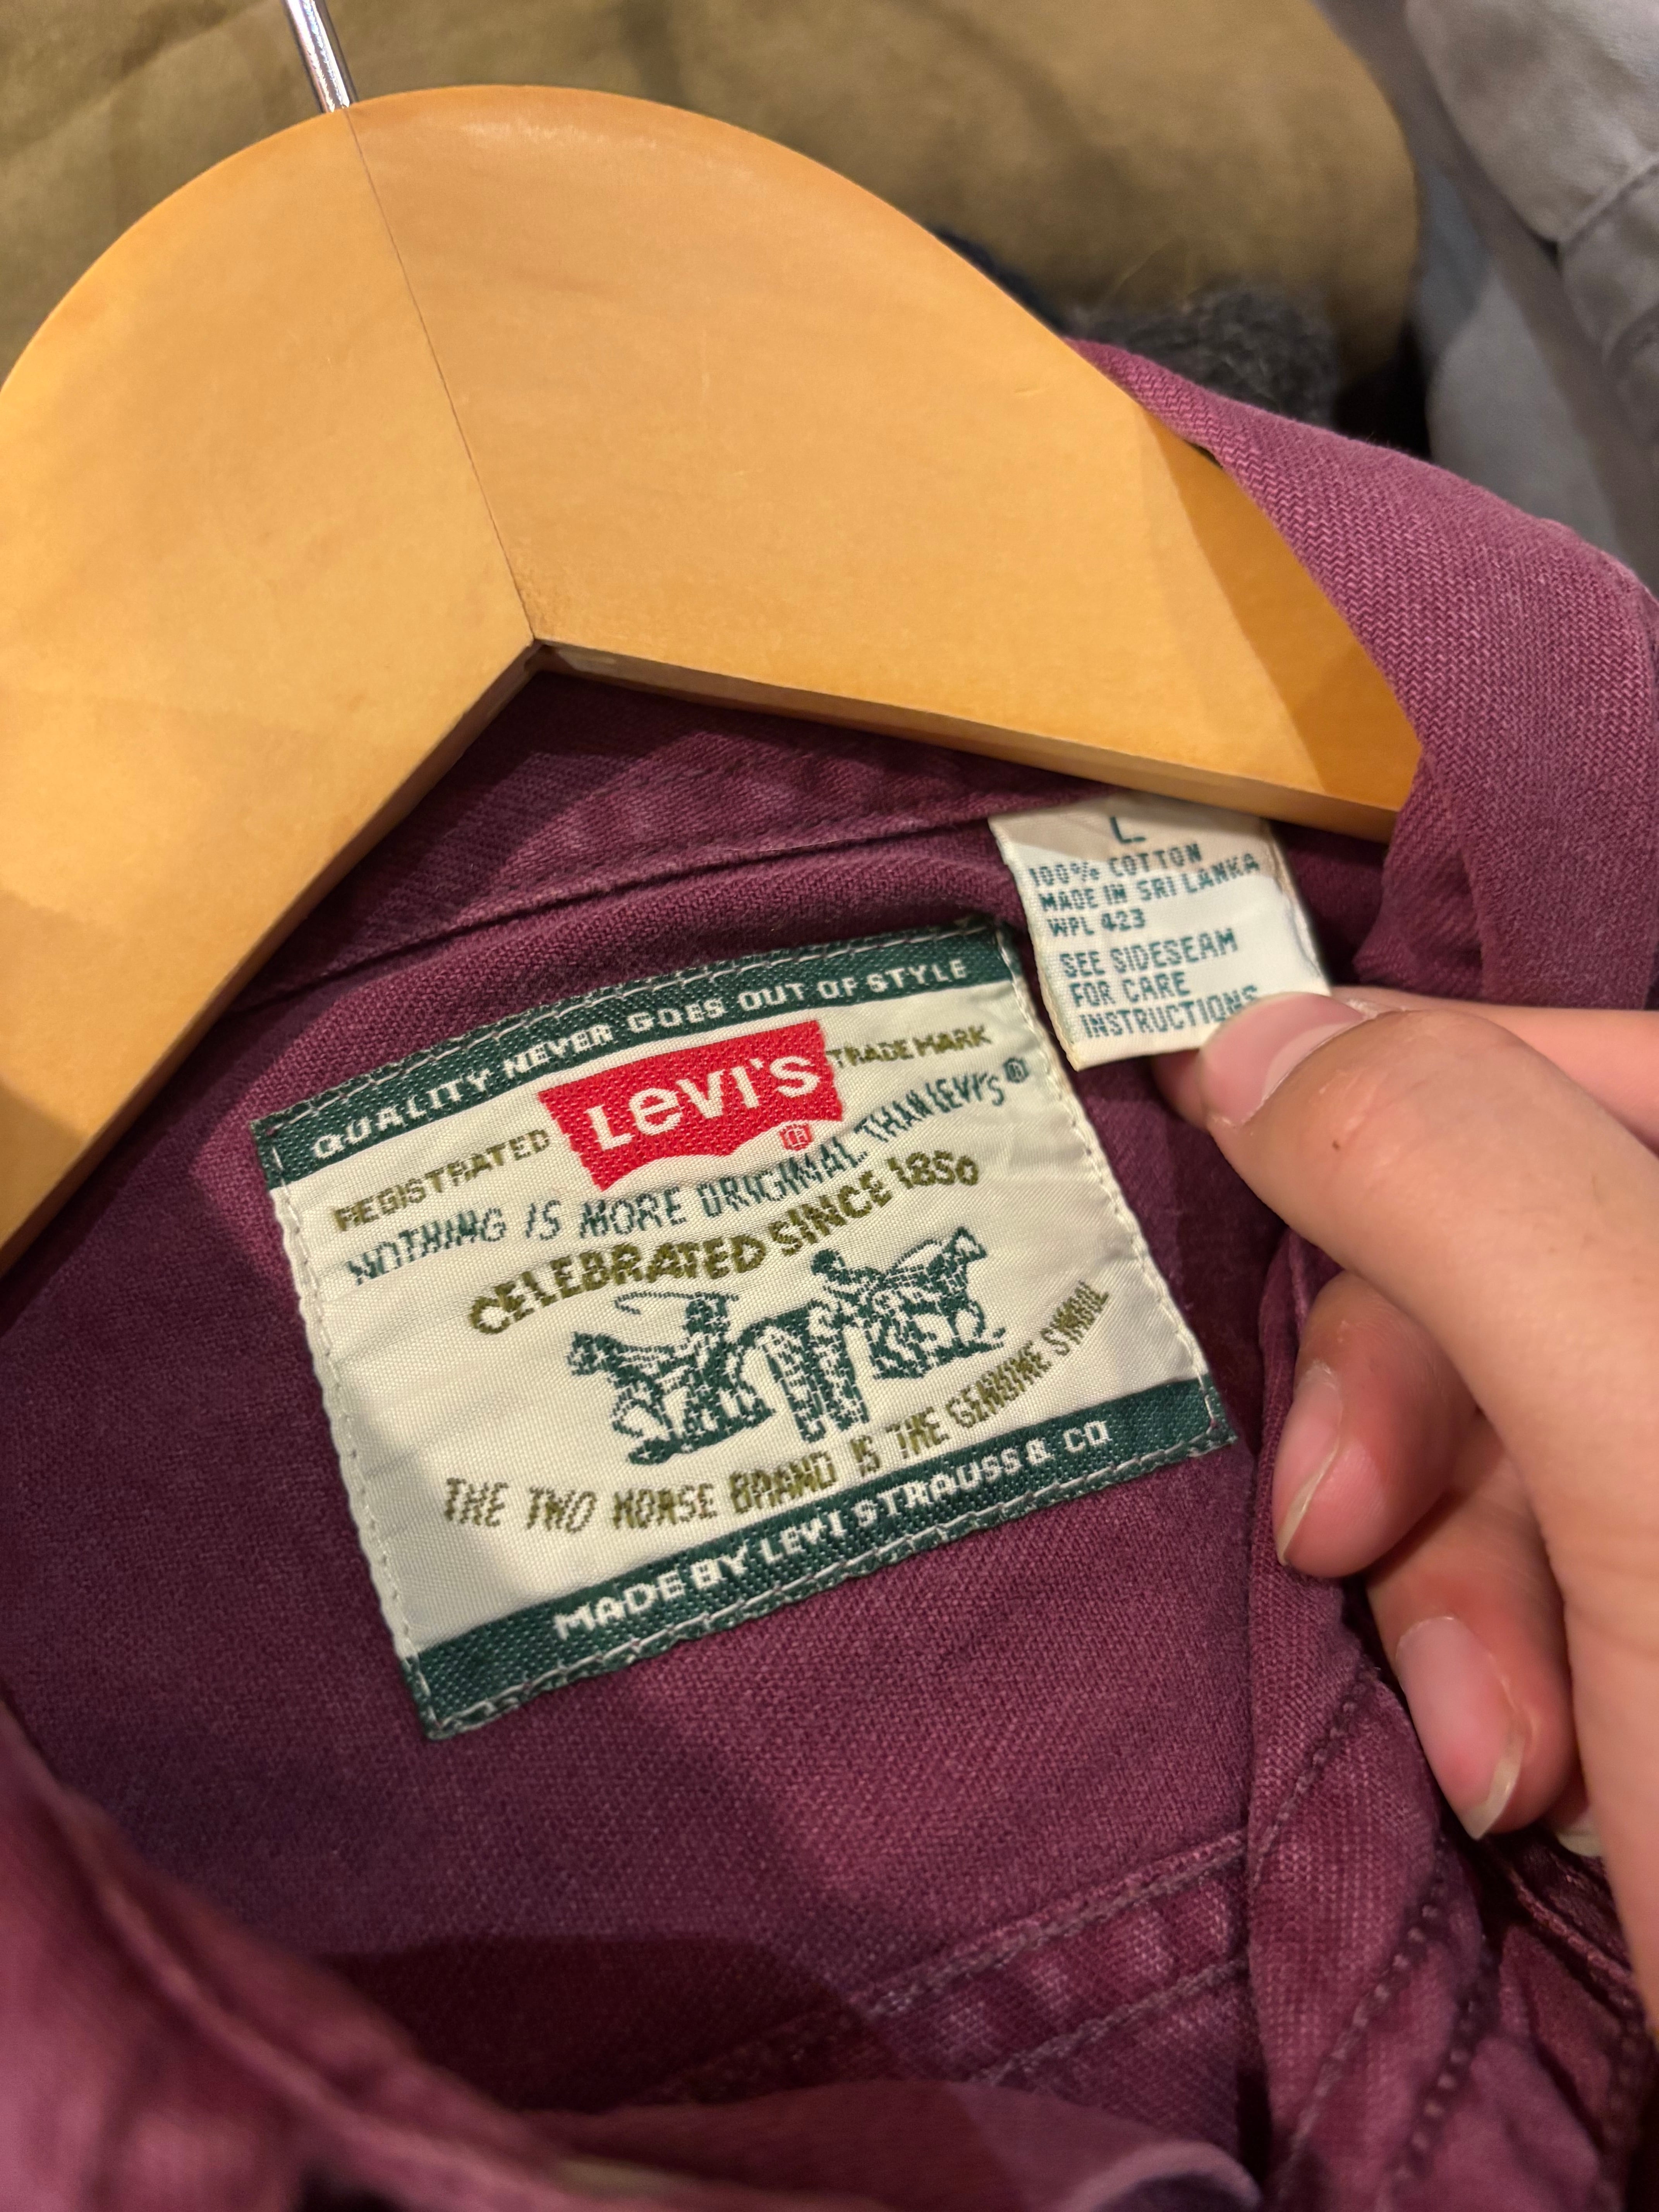 L
100% COTTON
MADE IN SRI LANKA
WPL 423
SEE SIDESEAM
FOR CARE
INSTRUCTIONS
QUALITY NEVER GOES OUT OF STYLE
REGISTRATED Levi's ® TRADE MARK
NOTHING IS MORE ORIGINAL THAN LEVI'S®
CELEBRATED SINCE 1850
THE TWO HORSE BRAND IS THE GENUINE SYMBOL
MADE BY LEVI STRAUSS & CO